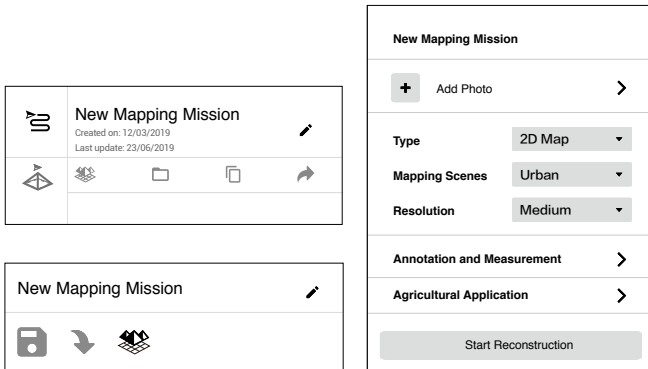 New Mapping Mission
Created on: 12/03/2019
Last update: 23/06/2019
New Mapping Mission
New Mapping Mission
Add Photo
Type 2D Map
Mapping Scenes Urban
Resolution Medium
Annotation and Measurement
Agricultural Application
Start Reconstruction